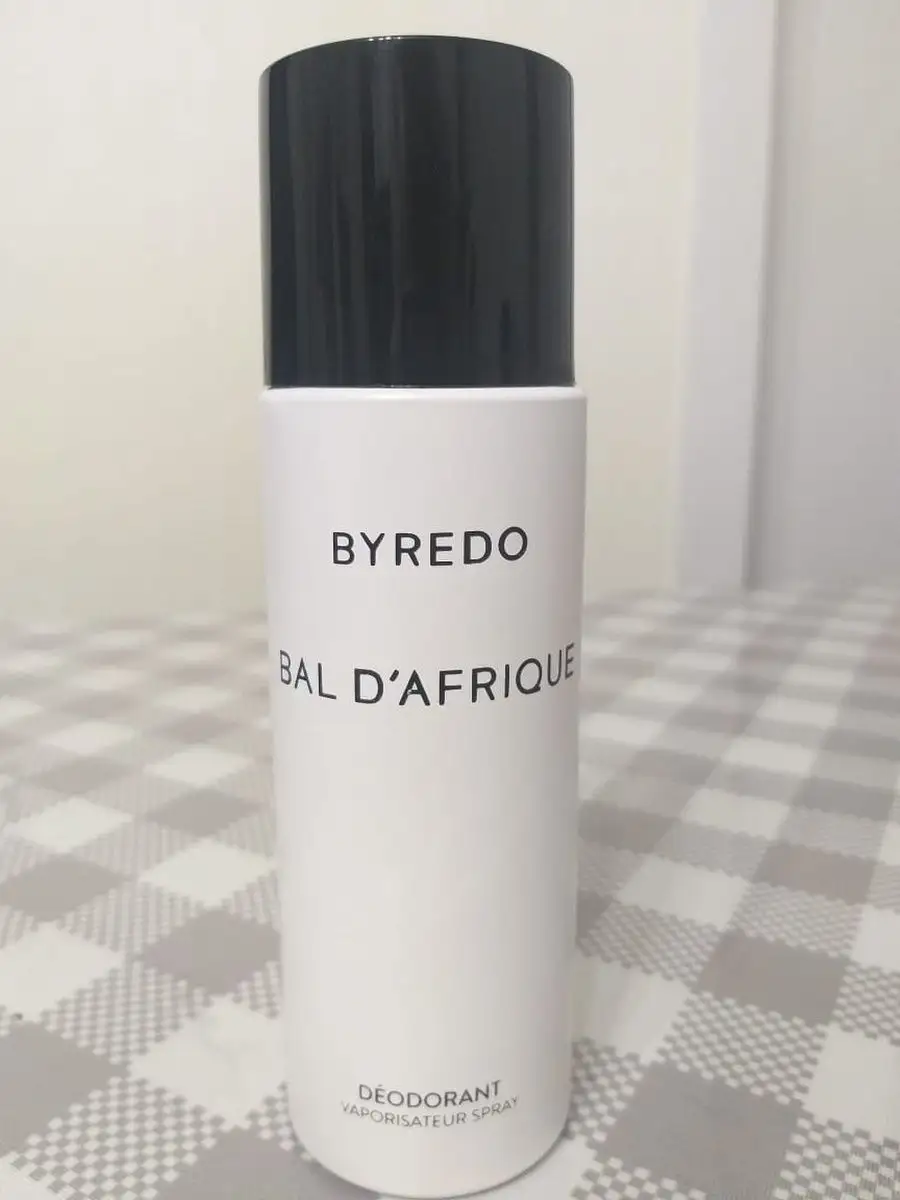 BYREDO
BAL D'AFRIQUE
DÉODORANT
VAPORISATEUR SPRAY